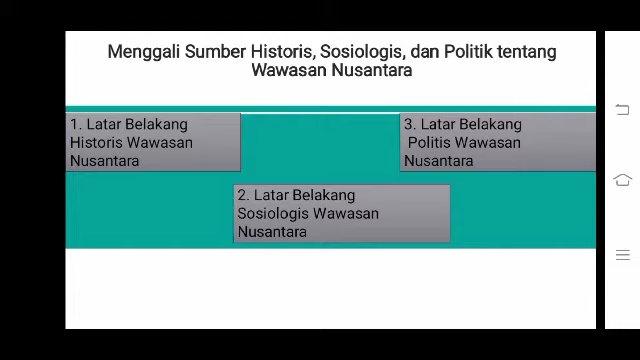 Menggali Sumber Historis, Sosiologis, dan Politik tentang
Wawasan Nusantara
1. Latar Belakang
Historis Wawasan
Nusantara
2. Latar Belakang
Sosiologis Wawasan
Nusantara
3. Latar Belakang
Politis Wawasan
Nusantara